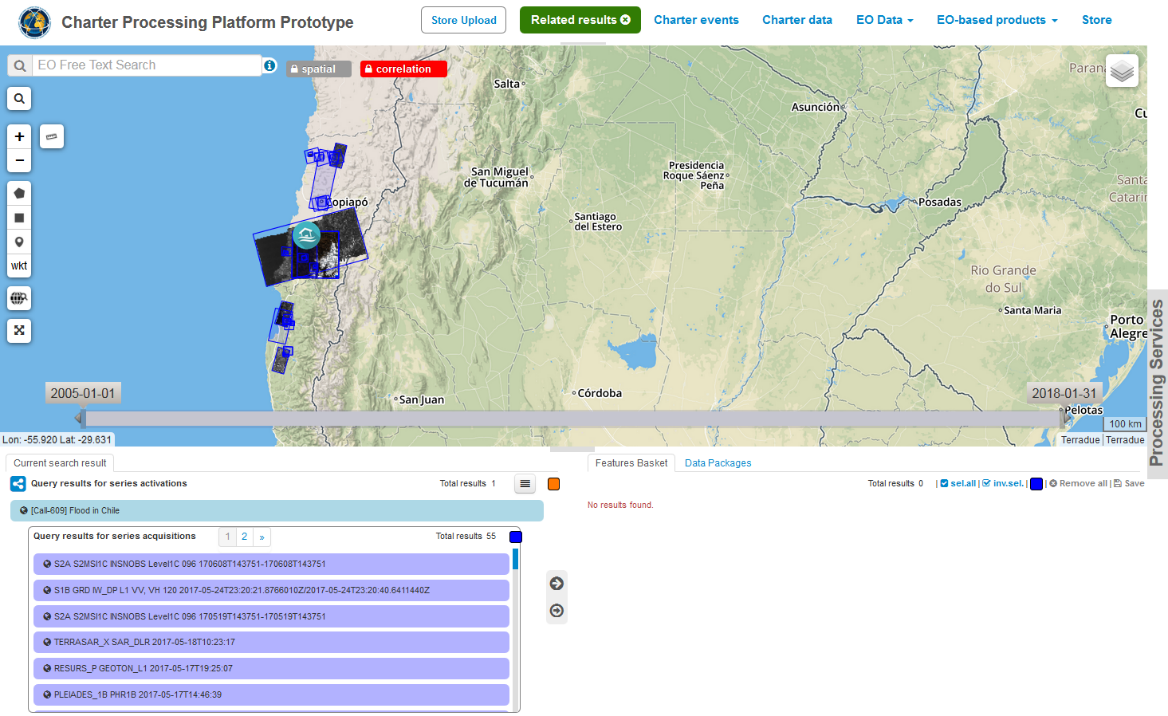 Charter Processing Platform Prototype
Store Upload
Related results
Charter events
Charter data
EO Data
EO-based products
Store
EO Free Text Search
spatial
correlation
Salta
Paran
Asunción
Cu
San Miguel
de Tucumán
Presidencia
Roque Sáenz
Peña
Santa
Catarin
opiapó
Posadas
Santiago
del Estero
Rio Grande
do Sul
Santa Maria
Porto
Alegre
wkt
Córdoba
San Juan
2005-01-01
2018-01-31
Pelotas
100 km
Lon: -55.920 Lat: -29.631
Terradue | Terradue
Processing Services
Current search result
Query results for series activations
Total results 1
[Call-609] Flood in Chile
Query results for series acquisitions
1 2 »
Total results 55
S2A S2MSI1C INSNOBS Level1C 096 170608T143751-170608T143751
S1B GRD IW_DP L1 VV, VH 120 2017-05-24T23:20:21.8766010Z/2017-05-24T23:20:40.6411440Z
S2A S2MSI1C INSNOBS Level1C 096 170519T143751-170519T143751
TERRASAR_X SAR_DLR 2017-05-18T10:23:17
RESURS_P GEOTON_L1 2017-05-17T19:25:07
PLEIADES_1B PHR1B 2017-05-17T14:46:39
Features Basket
Data Packages
Total results 0 | sel.all | inv.sel. | | Remove all | Save
No results found.